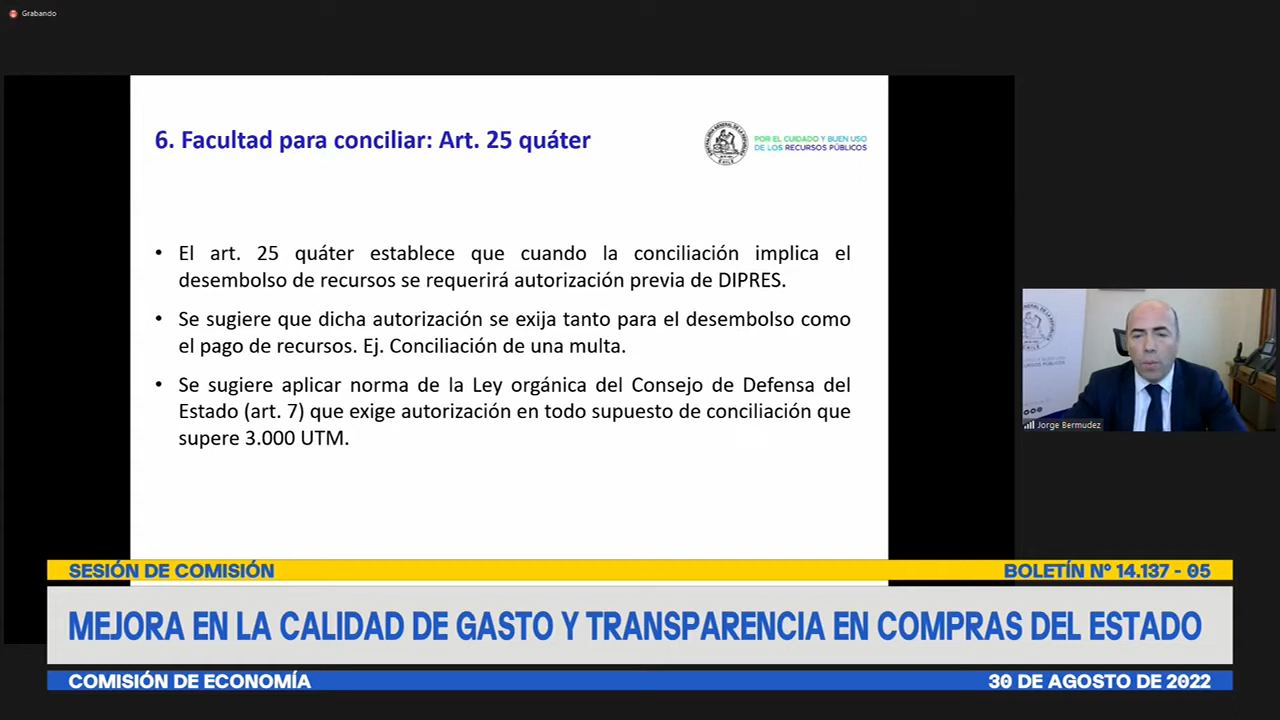 Grabando
6. Facultad para conciliar: Art. 25 quáter
POR EL CUIDADO Y BUEN USO
DE LOS RECURSOS PÚBLICOS
• El art. 25 quáter establece que cuando la conciliación implica el
desembolso de recursos se requerirá autorización previa de DIPRES.
• Se sugiere que dicha autorización se exija tanto para el desembolso como
el pago de recursos. Ej. Conciliación de una multa.
• Se sugiere aplicar norma de la Ley orgánica del Consejo de Defensa del
Estado (art. 7) que exige autorización en todo supuesto de conciliación que
supere 3.000 UTM.
Jorge Bermudez
SESIÓN DE COMISIÓN
BOLETÍN N° 14.137 - 05
MEJORA EN LA CALIDAD DE GASTO Y TRANSPARENCIA EN COMPRAS DEL ESTADO
COMISIÓN DE ECONOMÍA
30 DE AGOSTO DE 2022